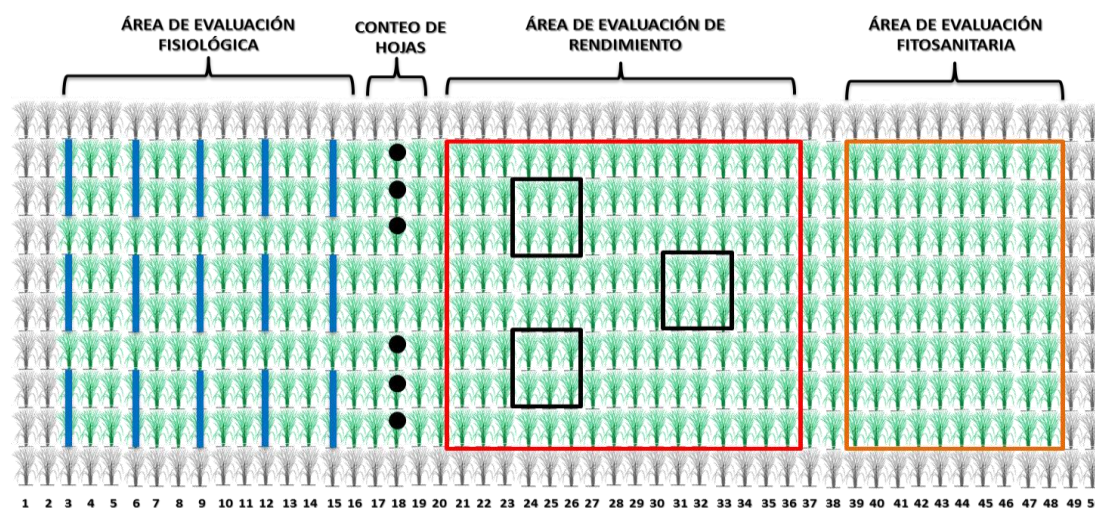 ÁREA DE EVALUACIÓN
FISIOLÓGICA
CONTEO DE
HOJAS
ÁREA DE EVALUACIÓN DE
RENDIMIENTO
ÁREA DE EVALUACIÓN
FITOSANITARIA
1 2 3 4 5 6 7 8 9 10 11 12 13 14 15 16 17 18 19 20 21 22 23 24 25 26 27 28 29 30 31 32 33 34 35 36 37 38 39 40 41 42 43 44 45 46 47 48 49